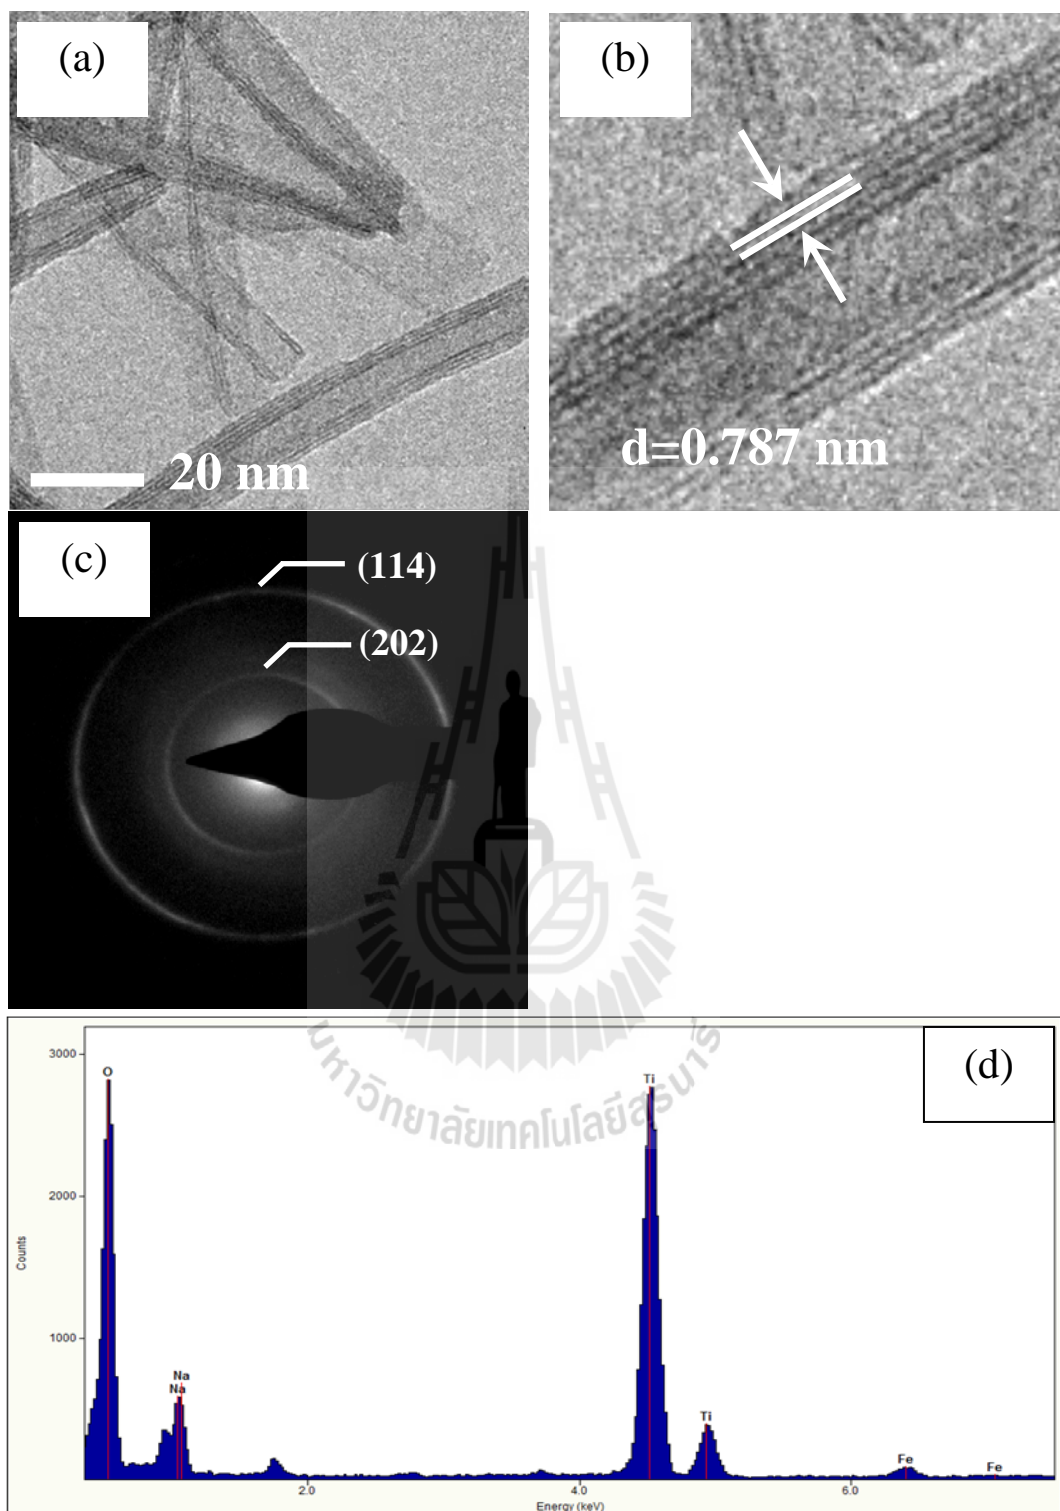 (a)
20 nm
(b)
d=0.787 nm
(c)
(114)
(202)
มหาวิทยาลัยเทคโนโลยีสุรนารี
(d)
3000
2000
1000
Counts
O
Na
Na
Ti
Ti
Fe
Fe
2.0
4.0
6.0
Energy (keV)